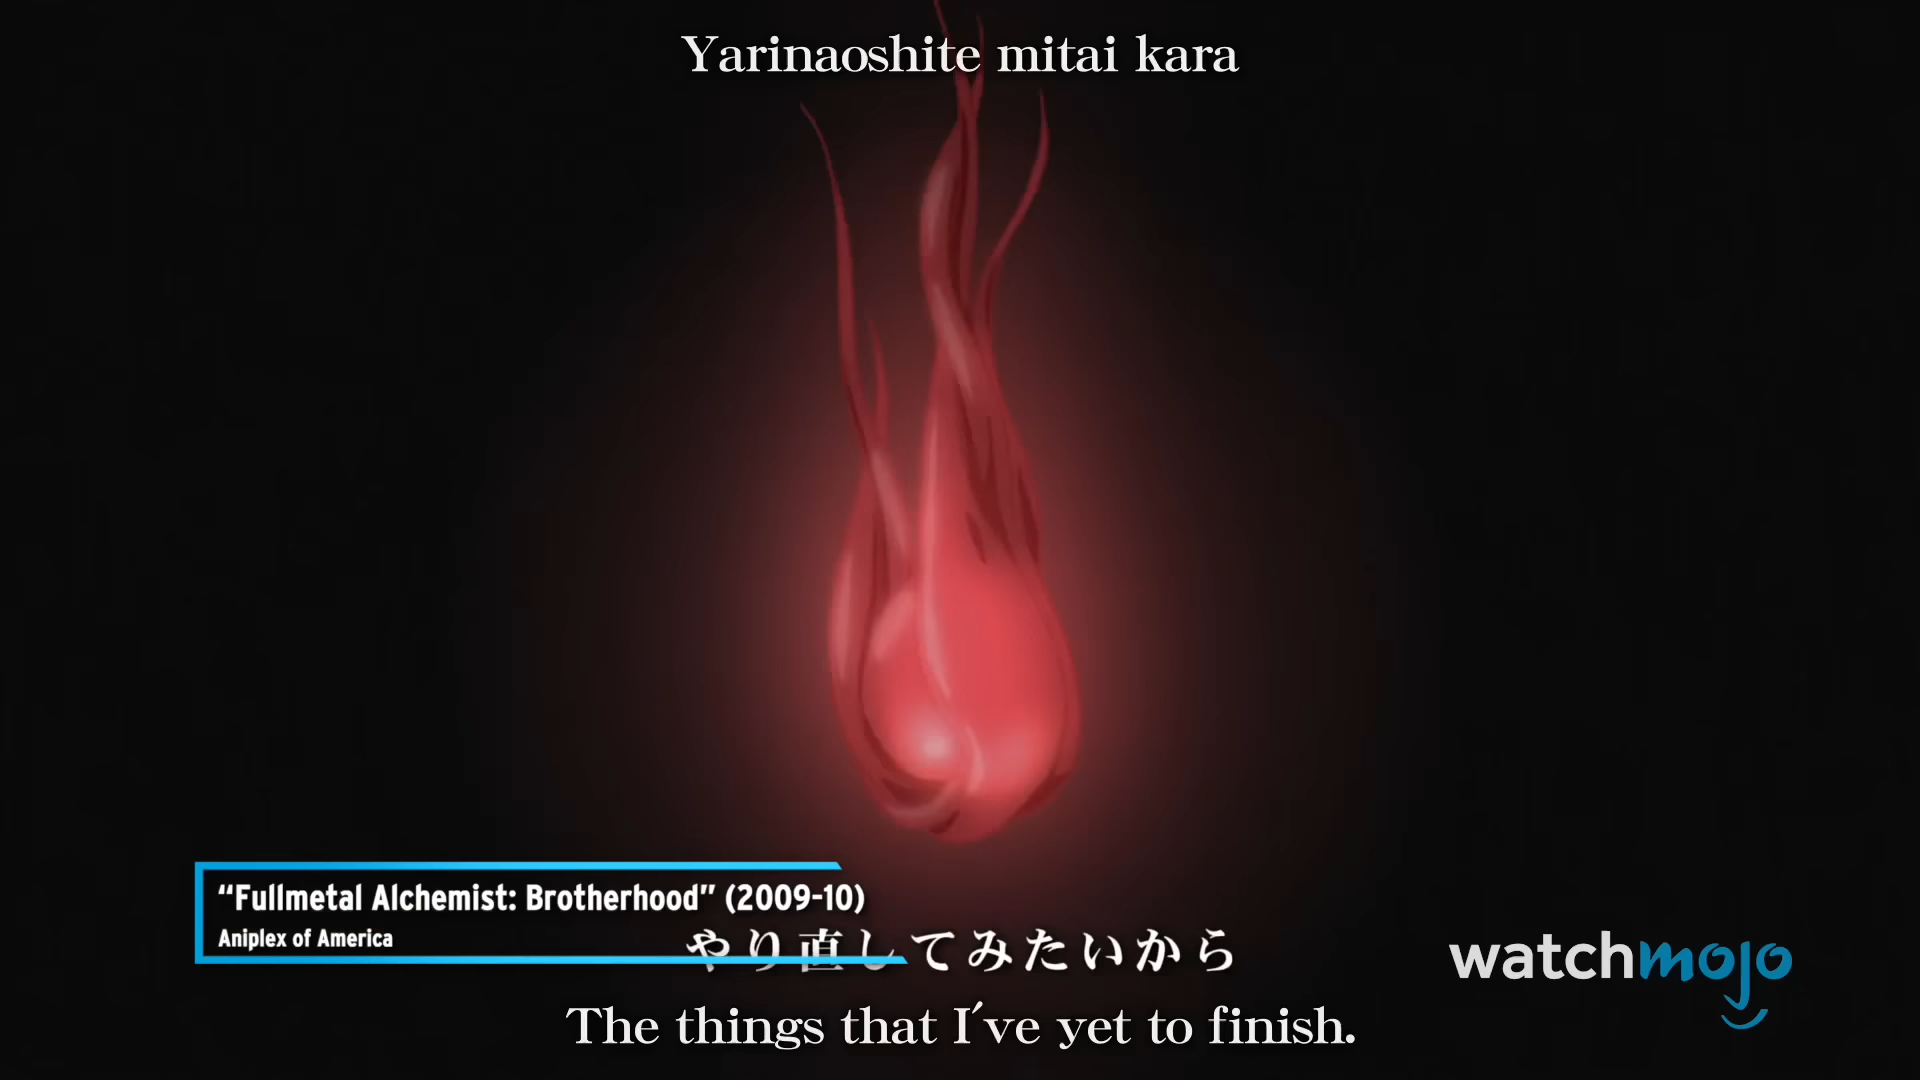 Yarinaoshite mitai kara
“Fullmetal Alchemist: Brotherhood” (2009-10)
Aniplex of America
やり直してみたいから
watchmojo
The things that I´ve yet to finish.